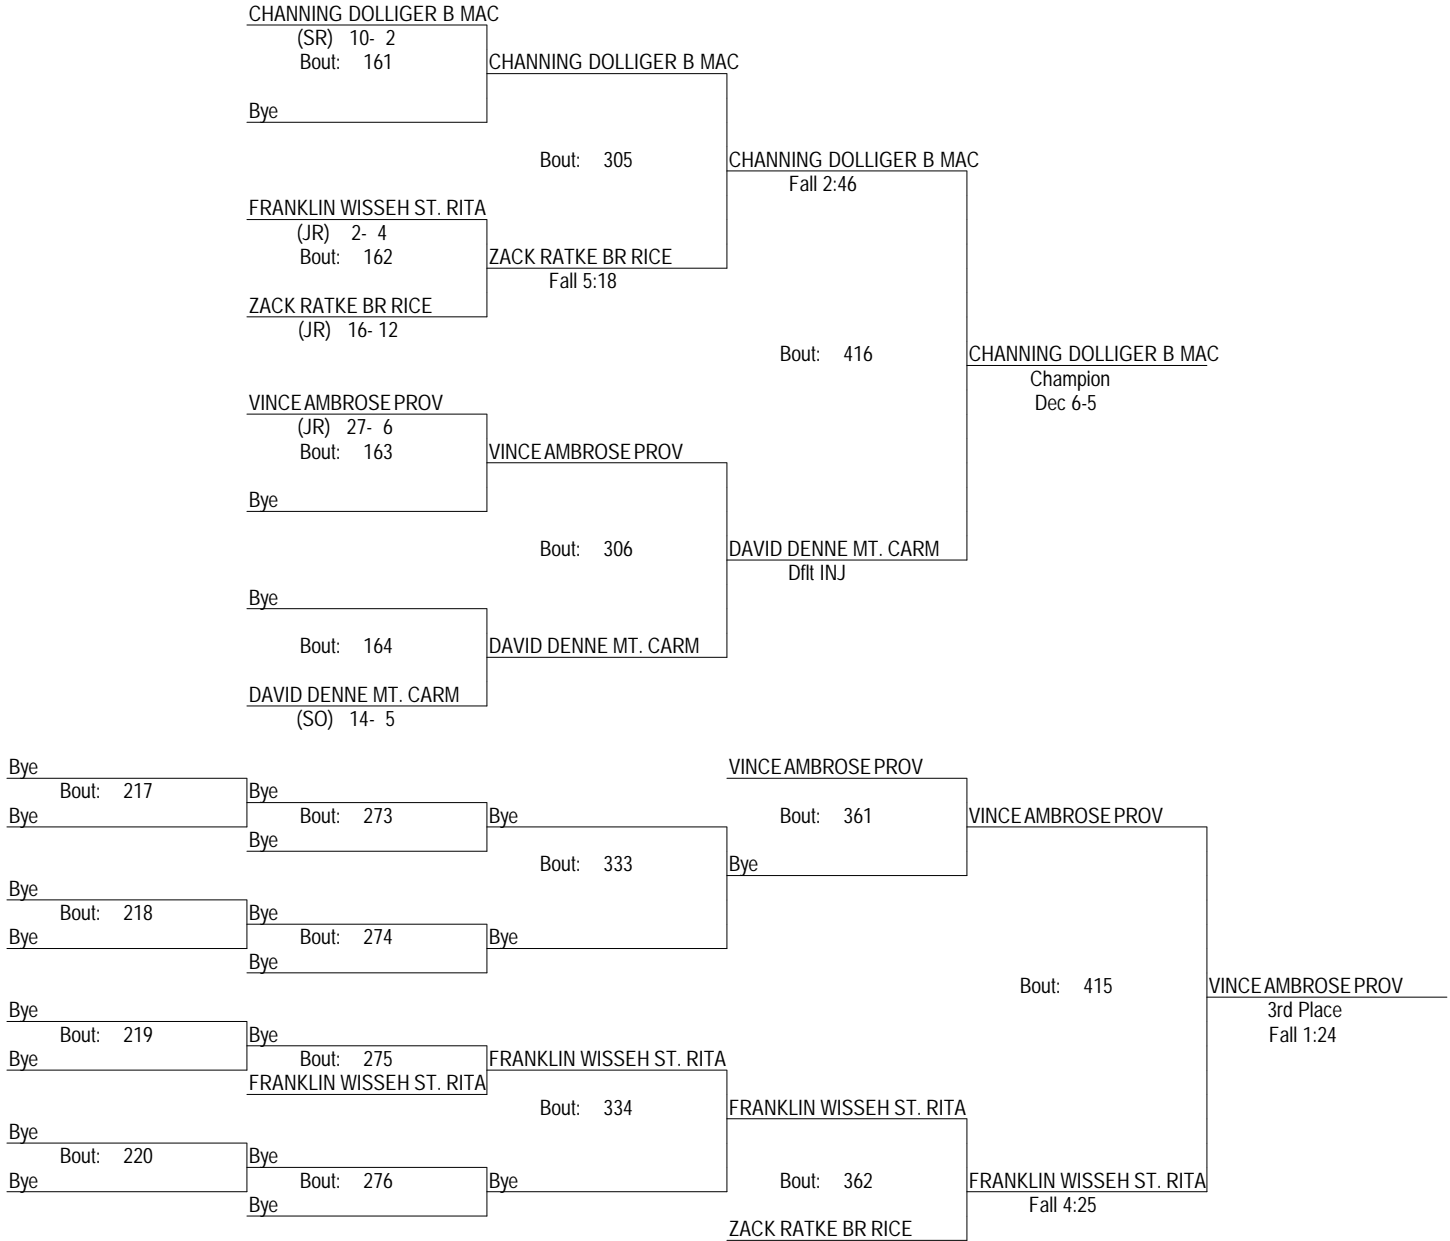 CHANNING DOLLIGER B MAC
(SR) 10- 2
Bout: 161
CHANNING DOLLIGER B MAC
Bye
Bout: 305
CHANNING DOLLIGER B MAC
Fall 2:46
FRANKLIN WISSEH ST. RITA
(JR) 2- 4
Bout: 162
ZACK RATKE BR RICE
Fall 5:18
ZACK RATKE BR RICE
(JR) 16- 12
Bout: 416
CHANNING DOLLIGER B MAC
Champion
Dec 6-5
VINCE AMBROSE PROV
(JR) 27- 6
Bout: 163
VINCE AMBROSE PROV
Bye
Bout: 306
DAVID DENNE MT. CARM
Dflt INJ
Bye
Bout: 164
DAVID DENNE MT. CARM
DAVID DENNE MT. CARM
(SO) 14- 5
Bye
Bout: 217
Bye
Bye
Bout: 273
Bye
Bye
Bout: 333
VINCE AMBROSE PROV
Bout: 361
Bye
VINCE AMBROSE PROV
Bye
Bout: 218
Bye
Bye
Bout: 274
Bye
Bye
Bout: 415
VINCE AMBROSE PROV
3rd Place
Fall 1:24
Bye
Bout: 219
Bye
Bye
Bout: 275
FRANKLIN WISSEH ST. RITA
FRANKLIN WISSEH ST. RITA
Bout: 334
FRANKLIN WISSEH ST. RITA
Bye
Bout: 220
Bye
Bye
Bout: 276
Bye
Bye
Bout: 362
FRANKLIN WISSEH ST. RITA
Fall 4:25
ZACK RATKE BR RICE